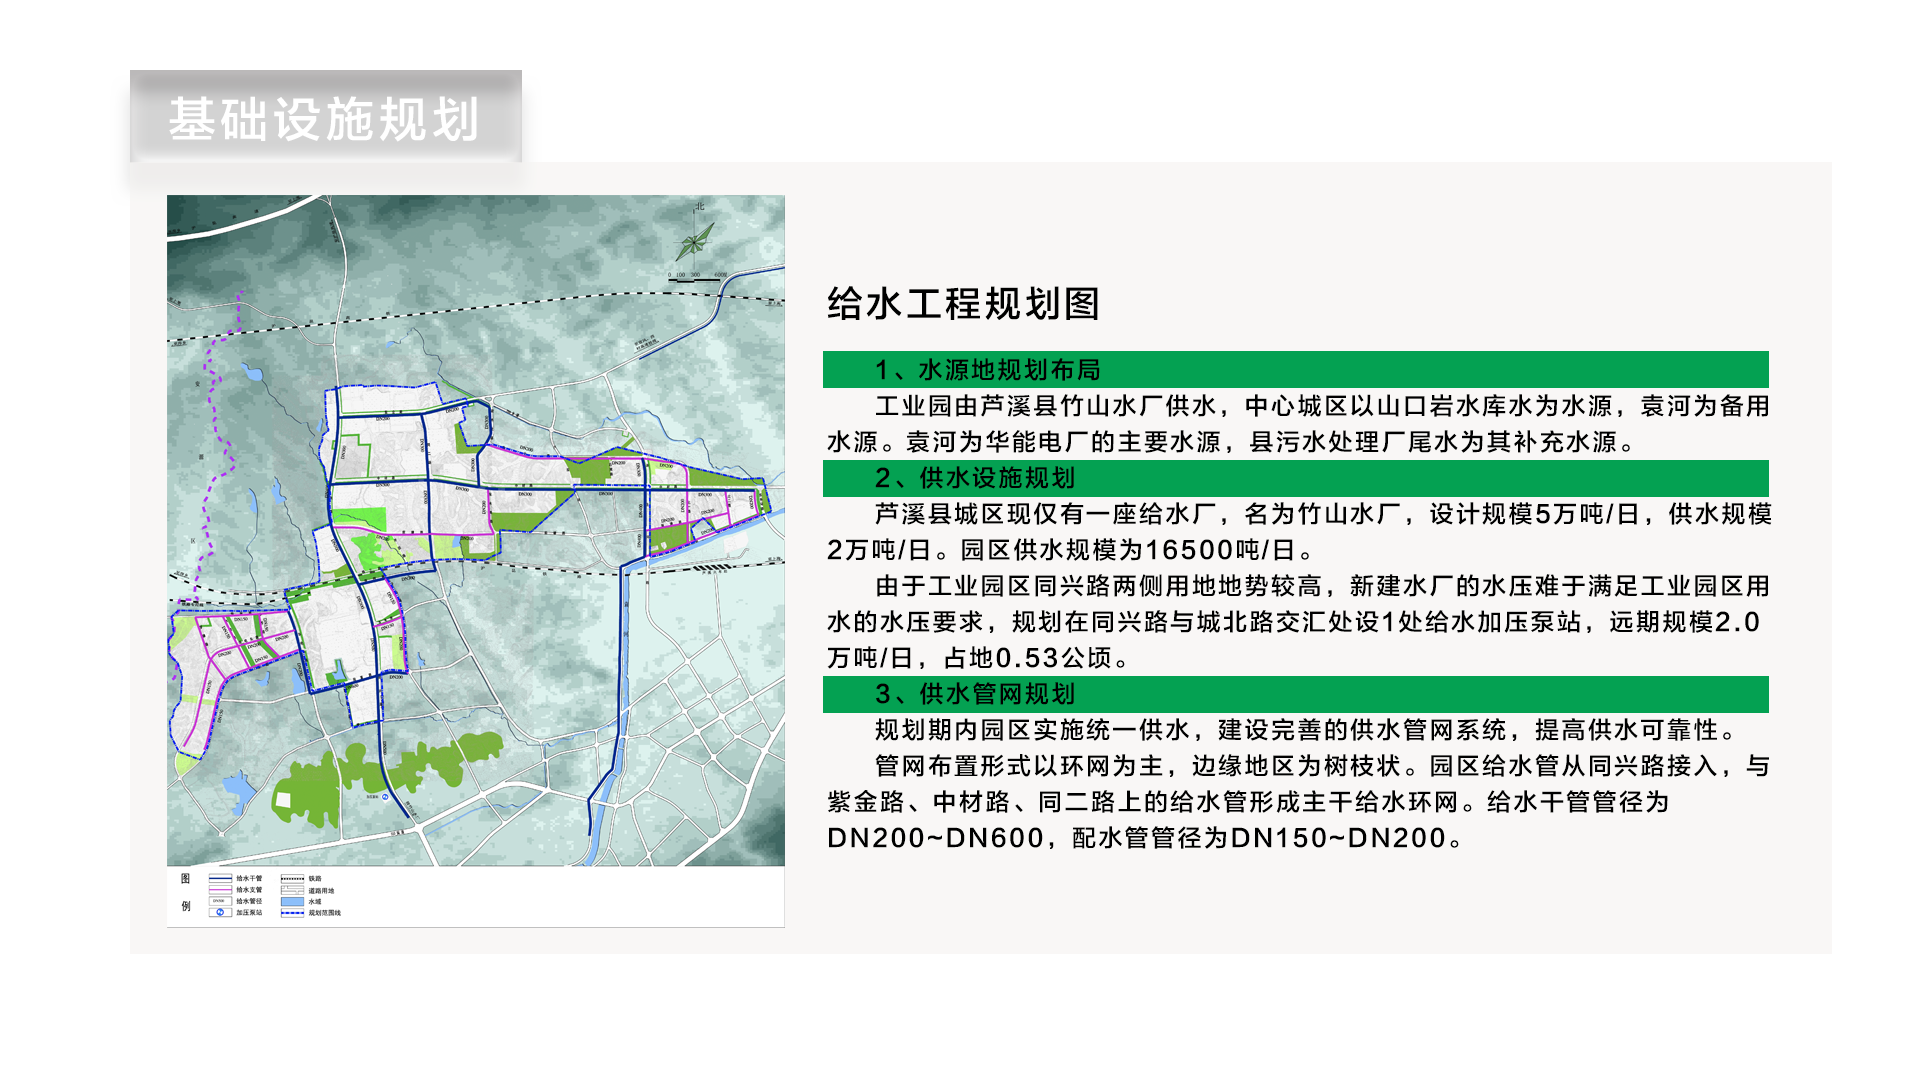 基础设施规划
北
0 100 300 600M
给水工程规划图
1、水源地规划布局
工业园由芦溪县竹山水厂供水，中心城区以山口岩水库水为水源，袁河为备用
水源。袁河为华能电厂的主要水源，县污水处理厂尾水为其补充水源。
2、供水设施规划
芦溪县城区现仅有一座给水厂，名为竹山水厂，设计规模5万吨/日，供水规模
2万吨/日。园区供水规模为16500吨/日。
由于工业园区同兴路两侧用地地势较高，新建水厂的水压难于满足工业园区用
水的水压要求，规划在同兴路与城北路交汇处设1处给水加压泵站，远期规模2.0
万吨/日，占地0.53公顷。
3、供水管网规划
规划期内园区实施统一供水，建设完善的供水管网系统，提高供水可靠性。
管网布置形式以环网为主，边缘地区为树枝状。园区给水管从同兴路接入，与
紫金路、中材路、同二路上的给水管形成主干给水环网。给水干管管径为
DN200~DN600，配水管管径为DN150~DN200。
图例
给水干管
给水支管
给水管径
加压泵站
铁路
道路用地
水域
规划范围线